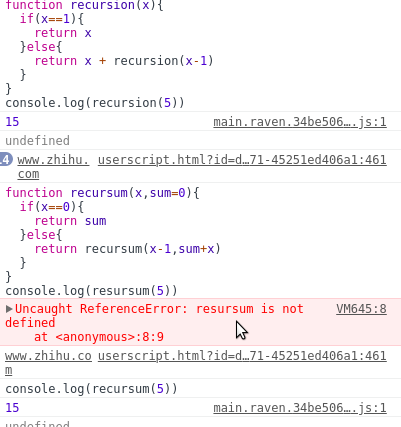 function recursion(x){
if(x==1){
return x
}else{
return x + recursion(x-1)
}
}
console.log(recursion(5))
15 main.raven.34be506….js:1
undefined
4 www.zhihu. userscript.html?id=d…71-45251ed406a1:461
com
function recursum(x,sum=0){
if(x==0){
return sum
}else{
return recursum(x-1,sum+x)
}
}
console.log(resursum(5))
▶Uncaught ReferenceError: resursum is not VM645:8
defined
at <anonymous>:8:9
www.zhihu.co userscript.html?id=d…71-45251ed406a1:461
m
console.log(recursum(5))
15 main.raven.34be506….js:1
undefined